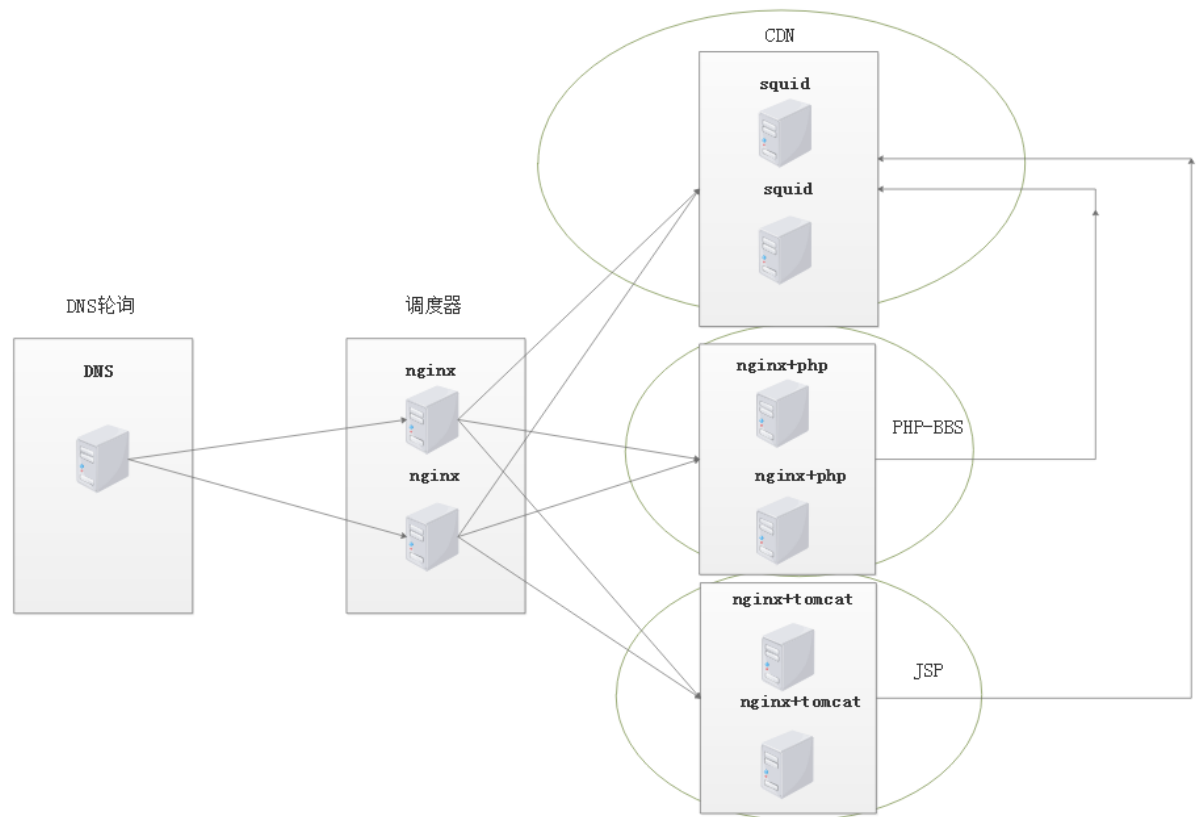 CDN
squid
squid
DNS轮询
调度器
DNS
nginx
nginx
nginx+php
PHP-BBS
nginx+php
nginx+tomcat
JSP
nginx+tomcat